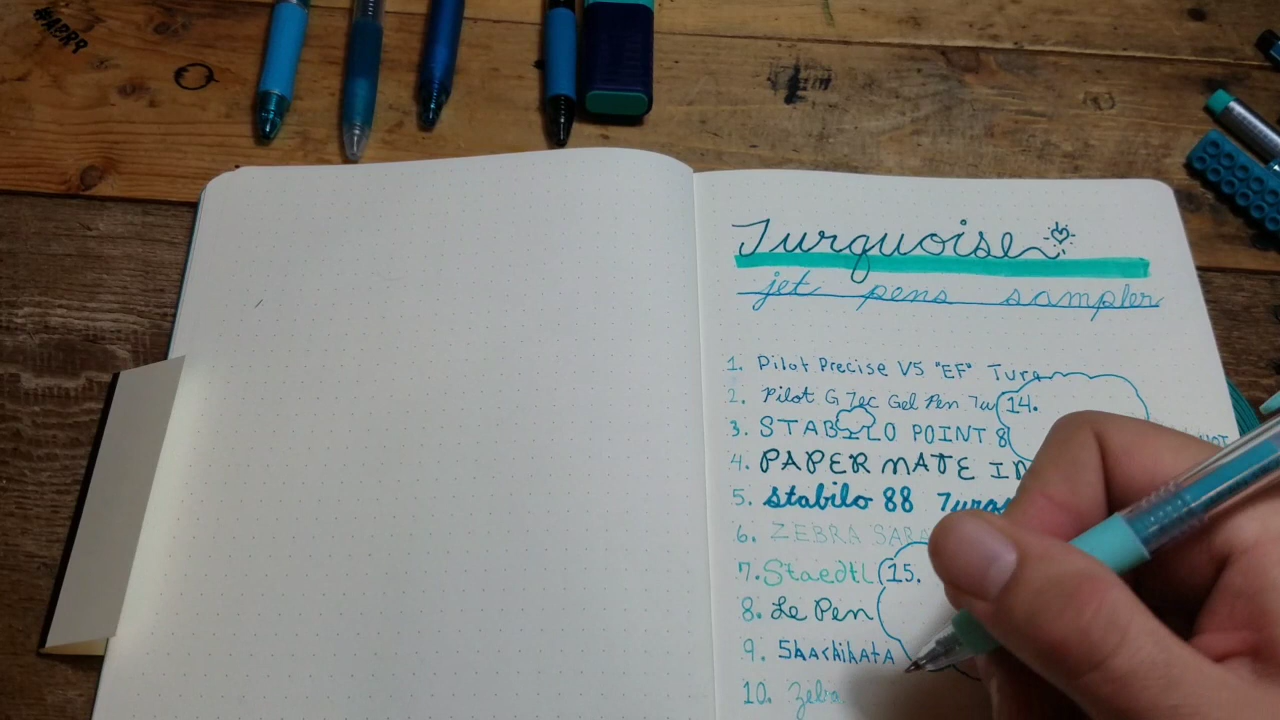 #ABR9
Turquoise
jet pens sampler
1. Pilot Precise V5 "EF" Turq
2. Pilot G Tec Gel Pen Tu
14.
3. STABILO POINT 8
4. PAPER MATE IN
5. Stabilo 88 Turq
6. ZEBRA SARA
7. Staedtl
15.
8. Le Pen
9. Shachihata
10. Zebra